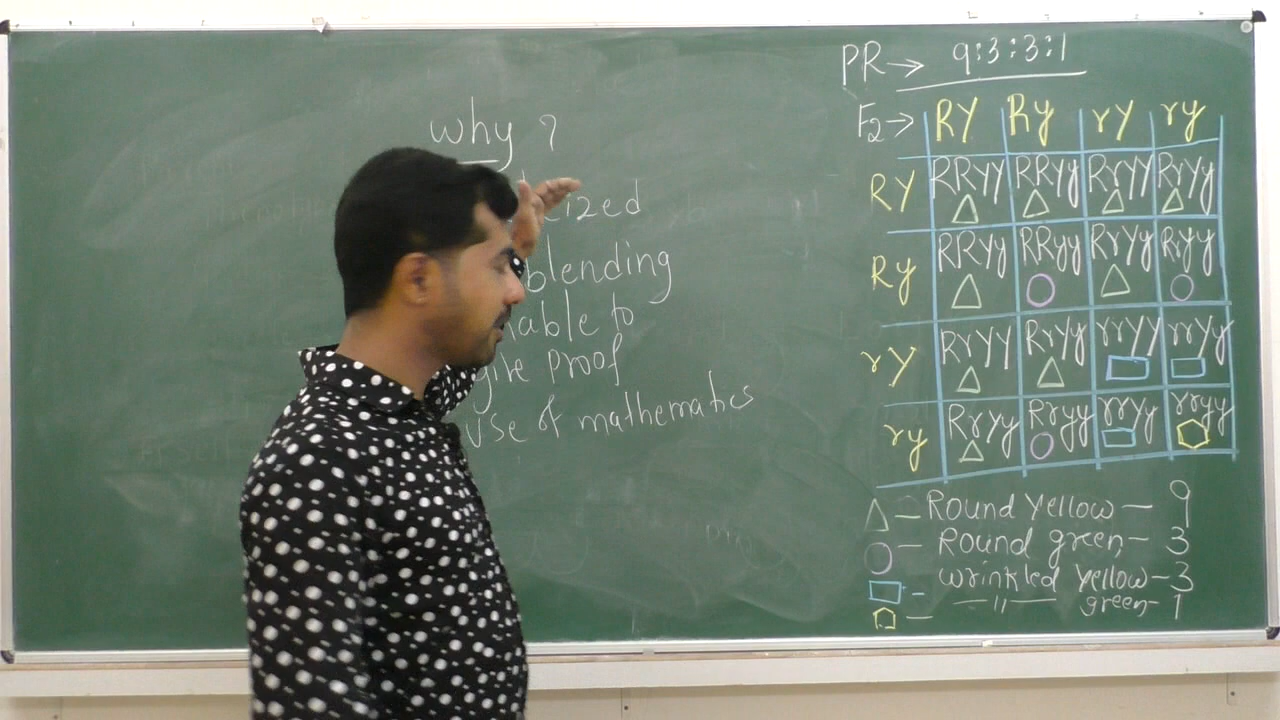 why ?
blending
to
give proof
use of mathematics
PR→ 9:3:3:1
F2→ RY Ry rY ry
RY RRYY RRYy RrYY RrYy
Ry RRYy RRyy RrYy Rryy
rY RrYY RrYy rrYY rrYy
ry RrYy Rryy rrYy rryy
– Round Yellow – 9
– Round green – 3
– wrinkled yellow – 3
– —"— green – 1